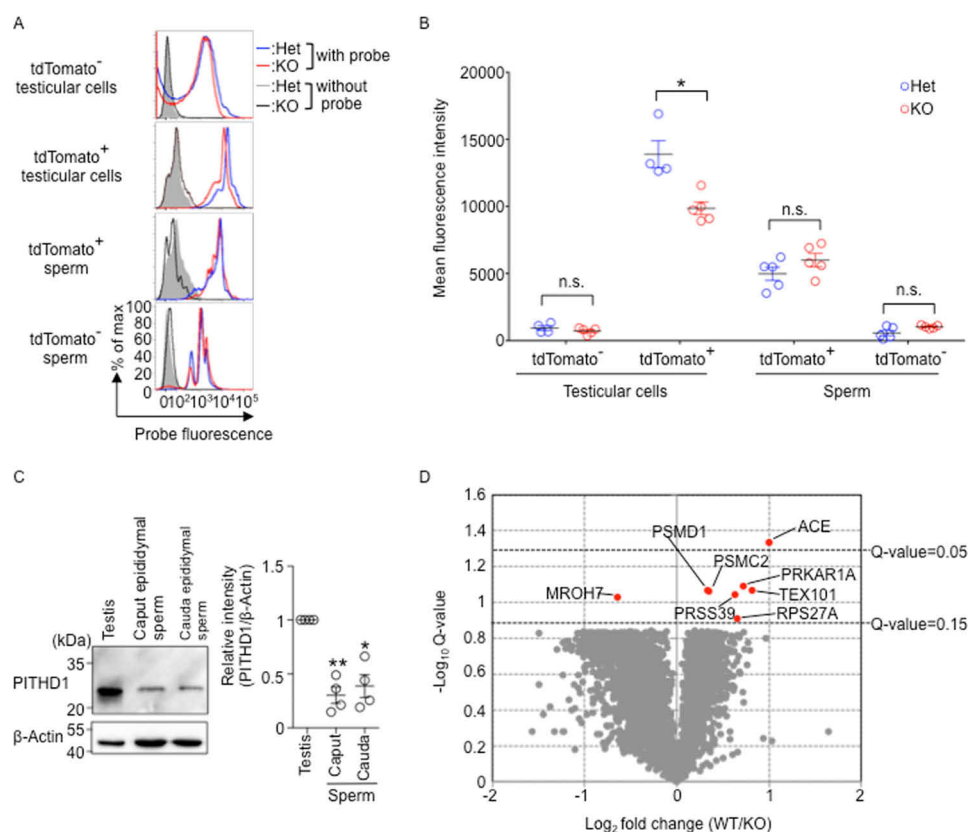 A
tdTomato⁻
testicular cells
tdTomato⁺
testicular cells
tdTomato⁺
sperm
tdTomato⁻
sperm
:Het
:KO
with probe
:Het
:KO
without
probe
% of max
100
80
60
40
20
0
0 10² 10³ 10⁴ 10⁵
Probe fluorescence
B
Mean fluorescence intensity
20000
15000
10000
5000
0
Het
KO
n.s.
*
n.s.
n.s.
tdTomato⁻ tdTomato⁺ tdTomato⁺ tdTomato⁻
Testicular cells Sperm
C
Testis
Caput epididymal
sperm
Cauda epididymal
sperm
(kDa)
35
PITHD1
20
β-Actin
55
40
Relative intensity
(PITHD1/β-Actin)
1.5
1
0.5
0
** *
Testis
Caput
Cauda
Sperm
D
-Log₁₀ Q-value
1.6
1.4
1.2
1
0.8
0.6
0.4
0.2
0
ACE
Q-value=0.05
PSMD1
PSMC2
PRKAR1A
MROH7
TEX101
PRSS39
RPS27A
Q-value=0.15
-2 -1 0 1 2
Log₂ fold change (WT/KO)